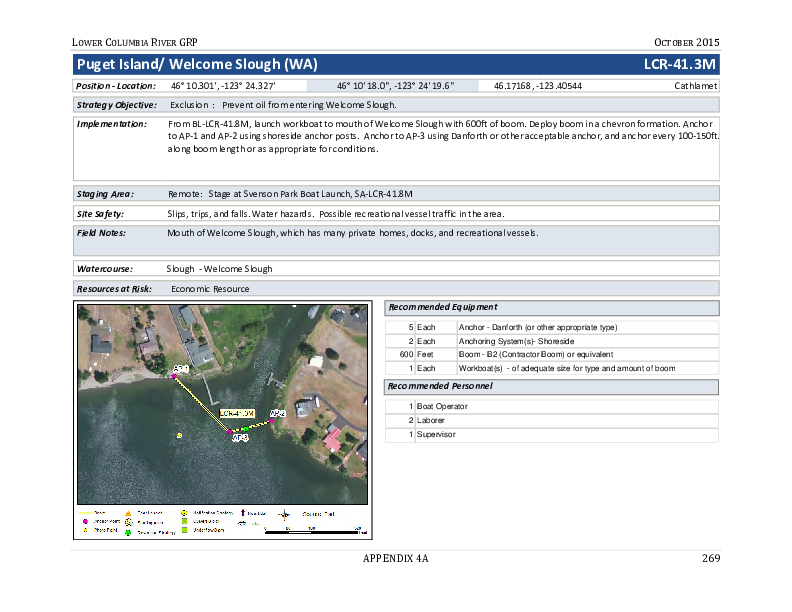 LOWER COLUMBIA RIVER GRP OCTOBER 2015
Puget Island/ Welcome Slough (WA) LCR-41.3M
Position - Location: 46° 10.301', -123° 24.327' 46° 10' 18.0", -123° 24' 19.6" 46.17168, -123.40544 Cathlamet
Strategy Objective: Exclusion : Prevent oil from entering Welcome Slough.
Implementation: From BL-LCR-41.8M, launch workboat to mouth of Welcome Slough with 600ft of boom. Deploy boom in a chevron formation. Anchor
to AP-1 and AP-2 using shoreside anchor posts. Anchor to AP-3 using Danforth or other acceptable anchor, and anchor every 100-150ft.
along boom length or as appropriate for conditions.
Staging Area: Remote: Stage at Svenson Park Boat Launch, SA-LCR-41.8M
Site Safety: Slips, trips, and falls. Water hazards. Possible recreational vessel traffic in the area.
Field Notes: Mouth of Welcome Slough, which has many private homes, docks, and recreational vessels.
Watercourse: Slough - Welcome Slough
Resources at Risk: Economic Resource
Recommended Equipment
5 Each Anchor - Danforth (or other appropriate type)
2 Each Anchoring System(s)- Shoreside
600 Feet Boom - B2 (Contractor Boom) or equivalent
1 Each Workboat(s) - of adequate size for type and amount of boom
Recommended Personnel
1 Boat Operator
2 Laborer
1 Supervisor
AP-1
LCR-41.3M
AP-2
AP-3
Anchor Point
Photo Point
APPENDIX 4A 269